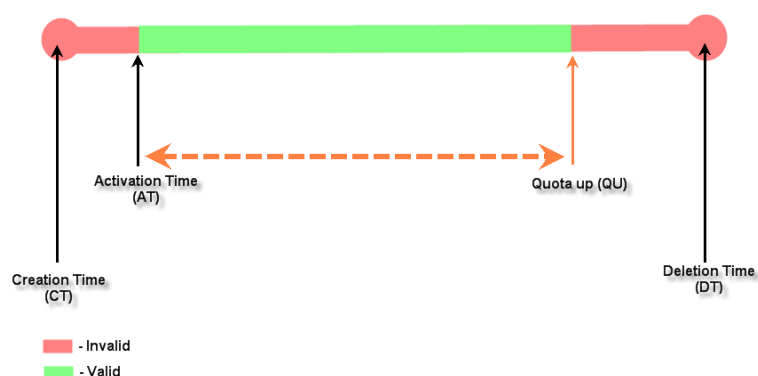 Activation Time
(AT)
Quota up (QU)
Creation Time
(CT)
Deletion Time
(DT)
- Invalid
- Valid